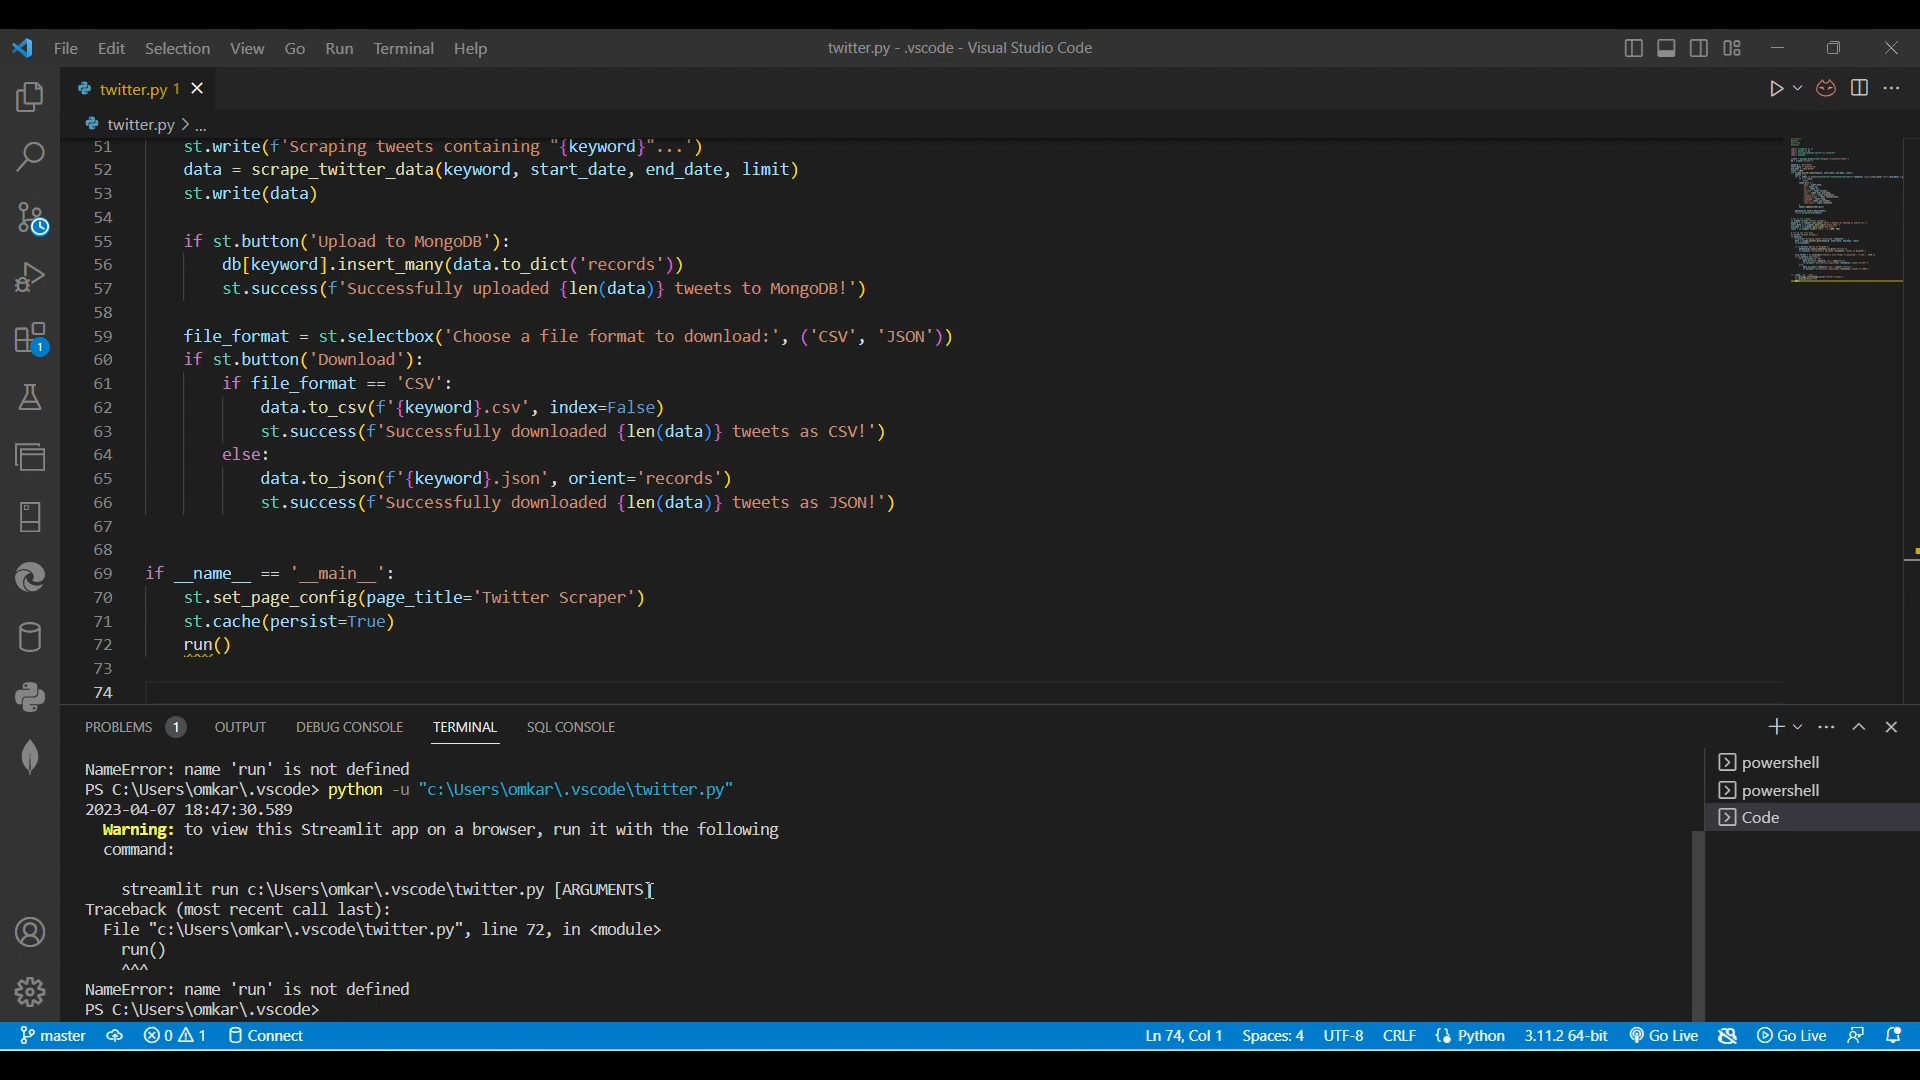 File Edit Selection View Go Run Terminal Help
twitter.py - .vscode - Visual Studio Code
twitter.py 1
twitter.py > ...
51 st.write(f'Scraping tweets containing "{keyword}"...')
52 data = scrape_twitter_data(keyword, start_date, end_date, limit)
53 st.write(data)
54
55 if st.button('Upload to MongoDB'):
56 db[keyword].insert_many(data.to_dict('records'))
57 st.success(f'Successfully uploaded {len(data)} tweets to MongoDB!')
58
59 file_format = st.selectbox('Choose a file format to download:', ('CSV', 'JSON'))
60 if st.button('Download'):
61 if file_format == 'CSV':
62 data.to_csv(f'{keyword}.csv', index=False)
63 st.success(f'Successfully downloaded {len(data)} tweets as CSV!')
64 else:
65 data.to_json(f'{keyword}.json', orient='records')
66 st.success(f'Successfully downloaded {len(data)} tweets as JSON!')
67
68
69 if __name__ == '__main__':
70 st.set_page_config(page_title='Twitter Scraper')
71 st.cache(persist=True)
72 run()
73
74
1
PROBLEMS 1 OUTPUT DEBUG CONSOLE TERMINAL SQL CONSOLE
NameError: name 'run' is not defined
PS C:\Users\omkar\.vscode> python -u "c:\Users\omkar\.vscode\twitter.py"
2023-04-07 18:47:30.589
Warning: to view this Streamlit app on a browser, run it with the following
command:
streamlit run c:\Users\omkar\.vscode\twitter.py [ARGUMENTS]
Traceback (most recent call last):
File "c:\Users\omkar\.vscode\twitter.py", line 72, in <module>
run()
^^^
NameError: name 'run' is not defined
PS C:\Users\omkar\.vscode>
powershell
powershell
Code
master 0 1 Connect
Ln 74, Col 1 Spaces: 4 UTF-8 CRLF Python 3.11.2 64-bit Go Live Go Live